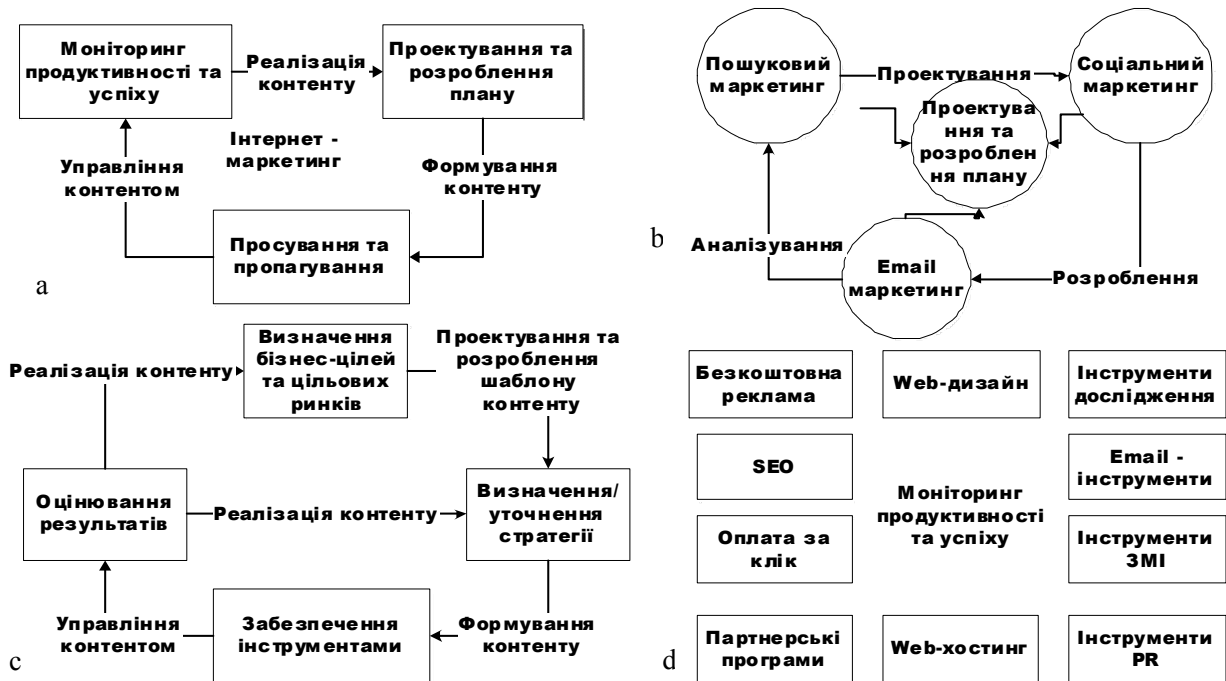 Моніторинг
продуктивності та
успіху
Реалізація
контенту
Проектування та
розроблення
плану
Інтернет -
маркетинг
Управління
контентом
Формування
контенту
Просування та
пропагування
a
Пошуковий
маркетинг
Проектування
Соціальний
маркетинг
Проектува
ння та
розроблен
ня плану
Аналізування
Email
маркетинг
Розроблення
b
Реалізація контенту
Визначення
бізнес-цілей
та цільових
ринків
Проектування та
розроблення
шаблону
контенту
Оцінювання
результатів
Реалізація контенту
Визначення/
уточнення
стратегії
Управління
контентом
Забезпечення
інструментами
Формування
контенту
c
Безкоштовна
реклама
Web-дизайн
Інструменти
дослідження
SEO
Email -
інструменти
Моніторинг
продуктивності
та успіху
Оплата за
клік
Інструменти
ЗМІ
Партнерські
програми
Web-хостинг
Інструменти
PR
d